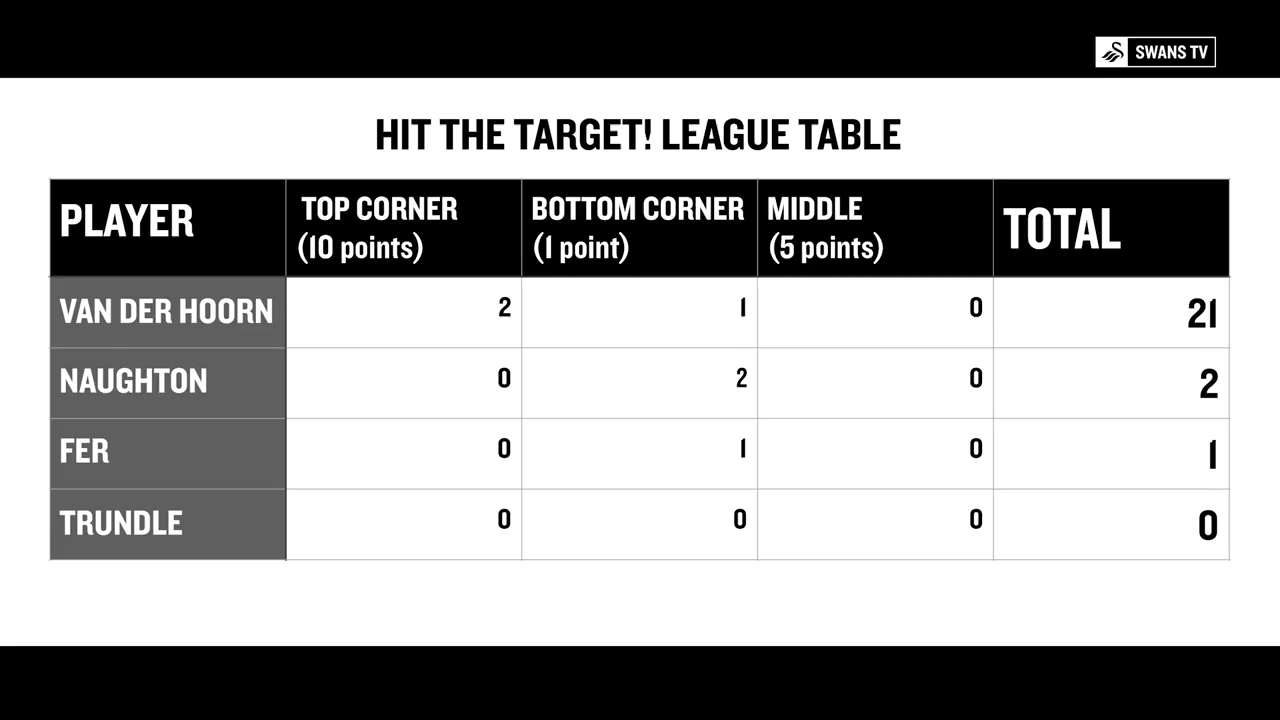 SWANS TV
HIT THE TARGET! LEAGUE TABLE
PLAYER TOP CORNER (10 points) BOTTOM CORNER (1 point) MIDDLE (5 points) TOTAL
VAN DER HOORN 2 1 0 21
NAUGHTON 0 2 0 2
FER 0 1 0 1
TRUNDLE 0 0 0 0